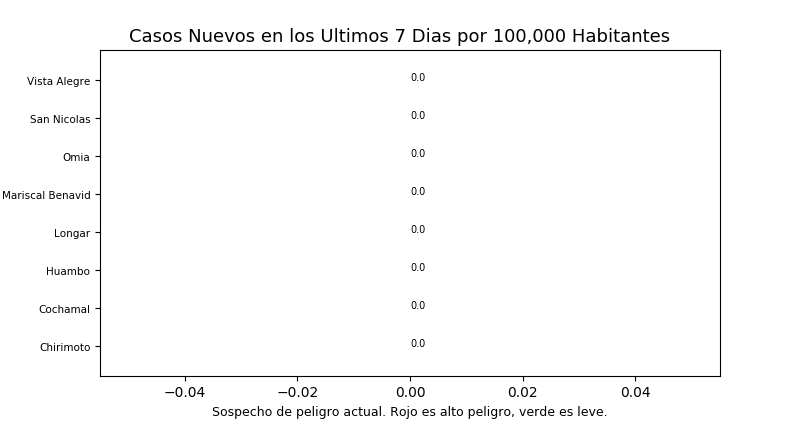 Casos Nuevos en los Ultimos 7 Dias por 100,000 Habitantes
Vista Alegre 0.0
San Nicolas 0.0
Omia 0.0
Mariscal Benavid 0.0
Longar 0.0
Huambo 0.0
Cochamal 0.0
Chirimoto 0.0
−0.04 −0.02 0.00 0.02 0.04
Sospecho de peligro actual. Rojo es alto peligro, verde es leve.